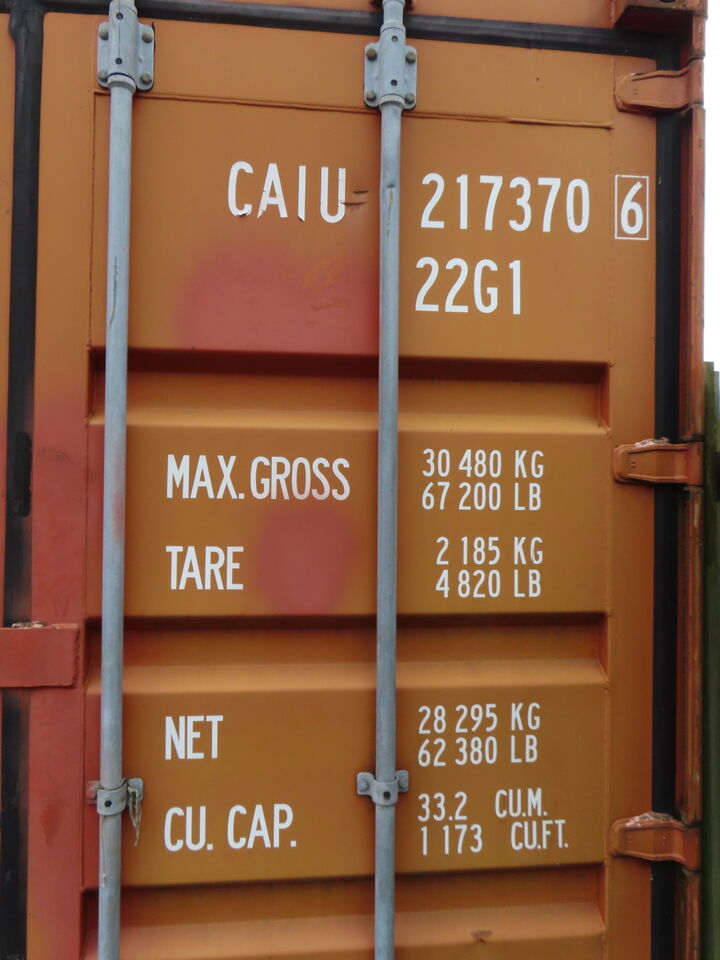 CAIU 217370 6
22G1
MAX.GROSS 30 480 KG
67 200 LB
TARE 2 185 KG
4 820 LB
NET 28 295 KG
62 380 LB
CU. CAP. 33.2 CU.M.
1 173 CU.FT.